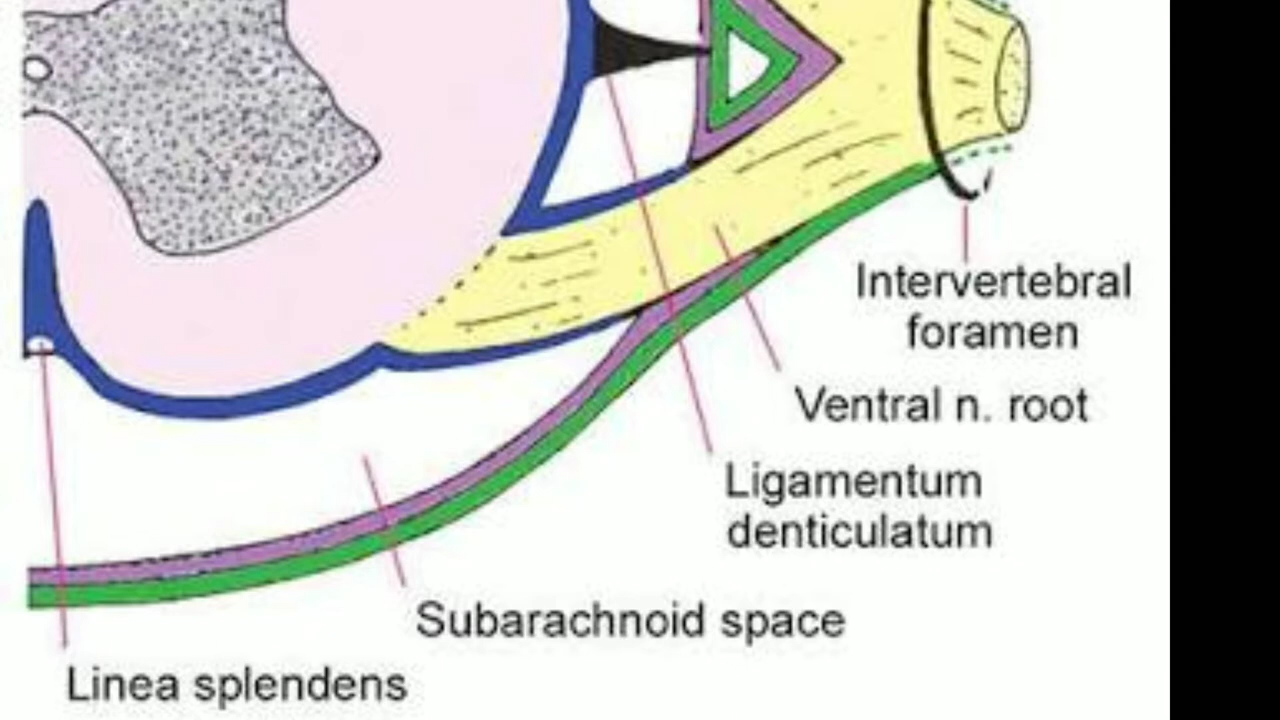 Intervertebral
foramen
Ventral n. root
Ligamentum
denticulatum
Subarachnoid space
Linea splendens